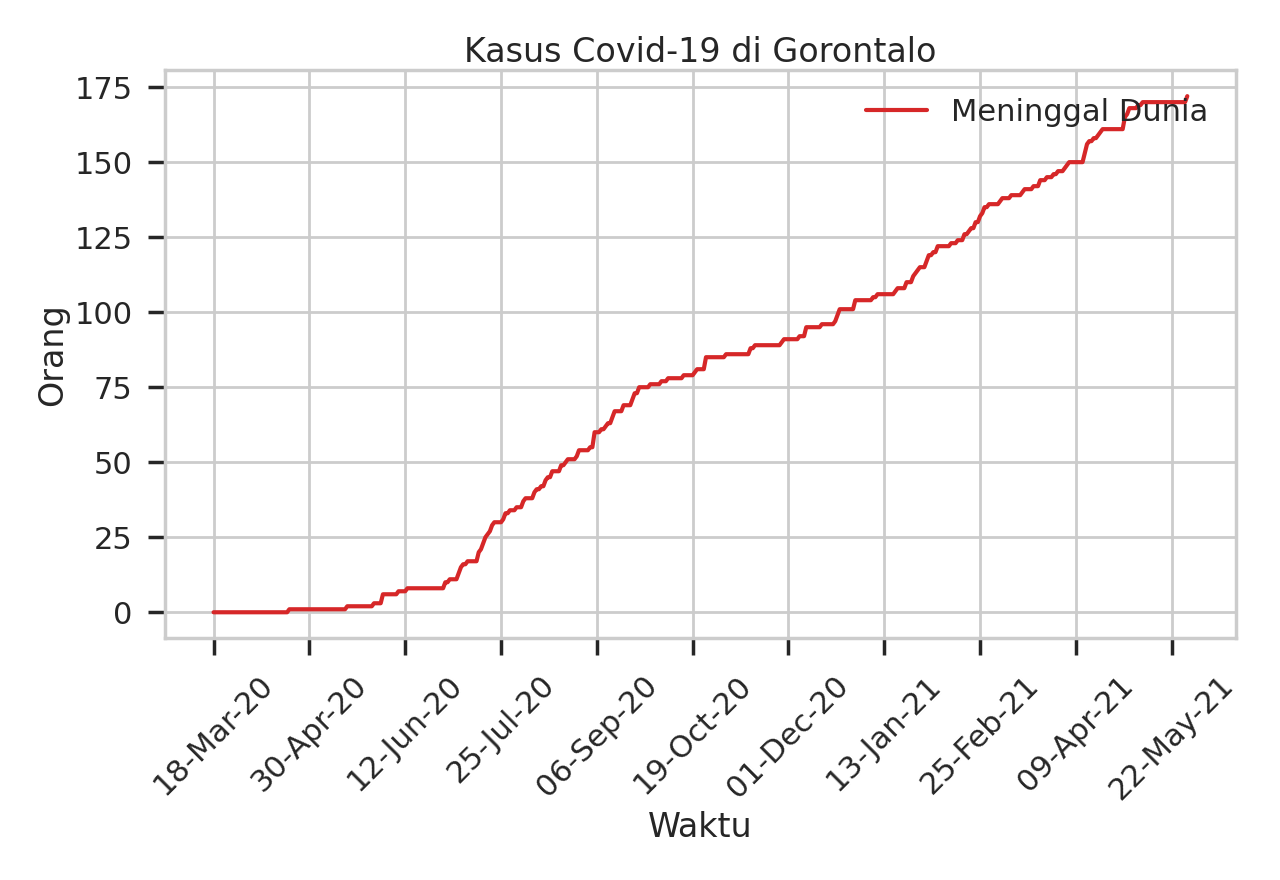 Kasus Covid-19 di Gorontalo
Meninggal Dunia
175
150
125
100
75
50
25
0
Orang
18-Mar-20
30-Apr-20
12-Jun-20
25-Jul-20
06-Sep-20
19-Oct-20
01-Dec-20
13-Jan-21
25-Feb-21
09-Apr-21
22-May-21
Waktu